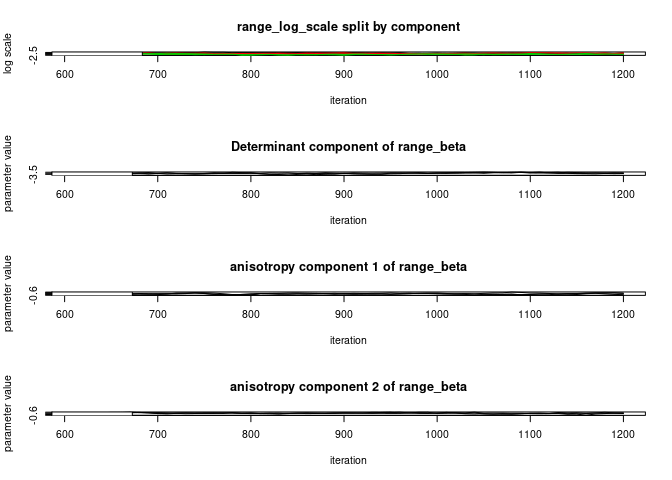 range_log_scale split by component
log scale
-2.5
600 700 800 900 1000 1100 1200
iteration
Determinant component of range_beta
parameter value
-3.5
600 700 800 900 1000 1100 1200
iteration
anisotropy component 1 of range_beta
parameter value
-0.6
600 700 800 900 1000 1100 1200
iteration
anisotropy component 2 of range_beta
parameter value
-0.6
600 700 800 900 1000 1100 1200
iteration